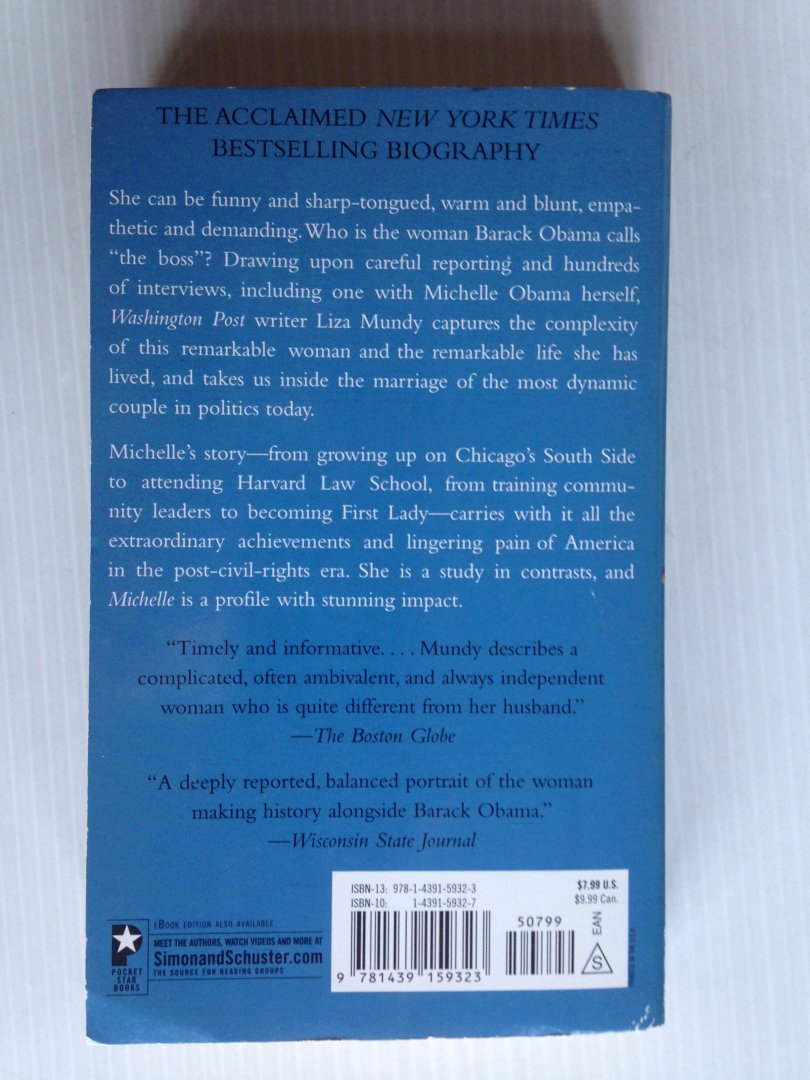 THE ACCLAIMED NEW YORK TIMES
BESTSELLING BIOGRAPHY
She can be funny and sharp-tongued, warm and blunt, empa-
thetic and demanding. Who is the woman Barack Obama calls
“the boss”? Drawing upon careful reporting and hundreds
of interviews, including one with Michelle Obama herself,
Washington Post writer Liza Mundy captures the complexity
of this remarkable woman and the remarkable life she has
lived, and takes us inside the marriage of the most dynamic
couple in politics today.
Michelle’s story—from growing up on Chicago’s South Side
to attending Harvard Law School, from training commu-
nity leaders to becoming First Lady—carries with it all the
extraordinary achievements and lingering pain of America
in the post-civil-rights era. She is a study in contrasts, and
Michelle is a profile with stunning impact.
“Timely and informative. . . . Mundy describes a
complicated, often ambivalent, and always independent
woman who is quite different from her husband.”
—The Boston Globe
“A deeply reported, balanced portrait of the woman
making history alongside Barack Obama.”
—Wisconsin State Journal
ISBN-13: 978-1-4391-5932-3
ISBN-10: 1-4391-5932-7
$7.99 U.S.
$9.99 Can.
50799
EAN
S
9 781439 159323
PRINTED IN THE U.S.A.
POCKET
STAR
BOOKS
eBOOK EDITION ALSO AVAILABLE
MEET THE AUTHORS, WATCH VIDEOS AND MORE AT
SimonandSchuster.com
THE SOURCE FOR READING GROUPS